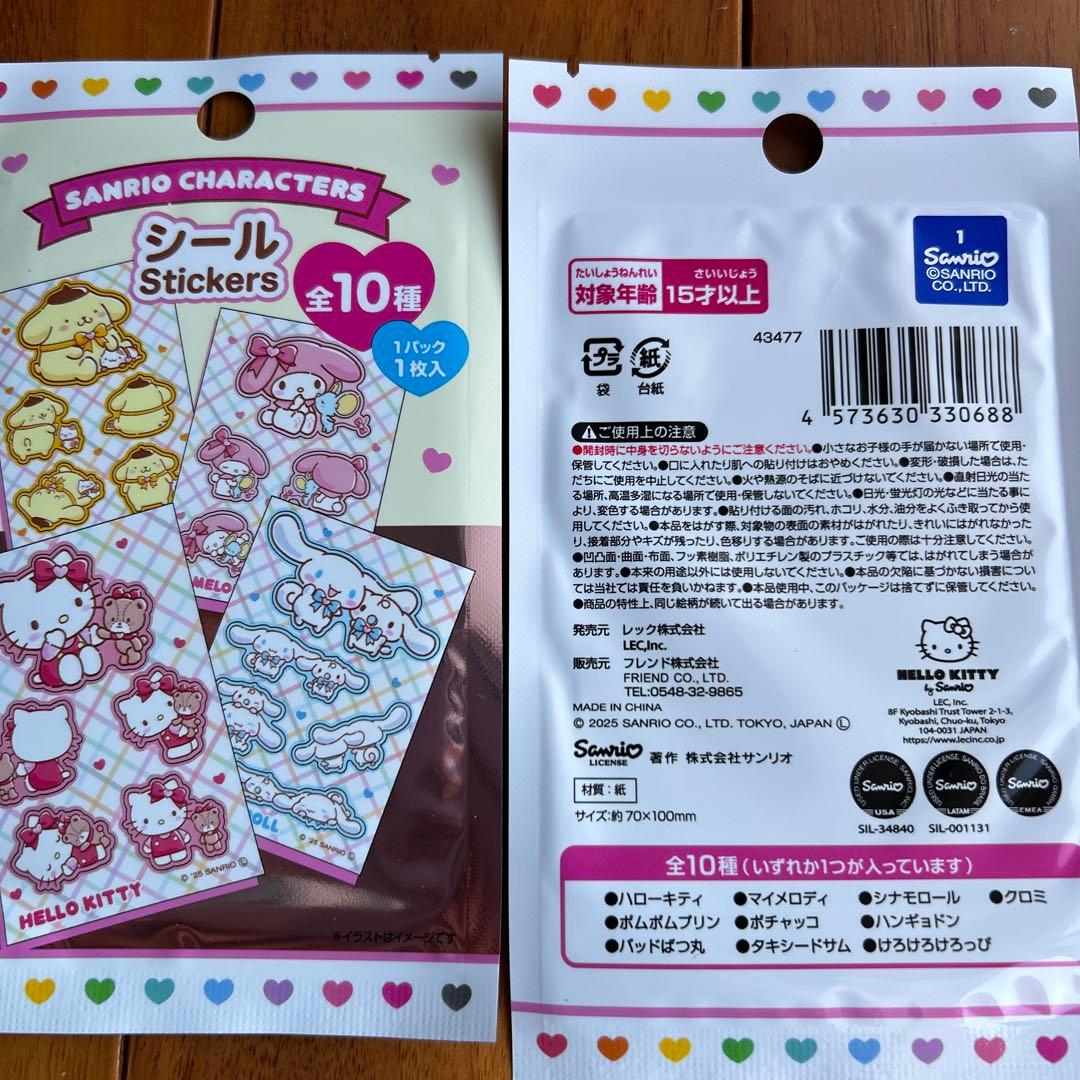 SANRIO CHARACTERS
シール
Stickers
全10種
1パック
1枚入
MELO
OLL
© '25 SANRIO Ⓛ
© '25 SANRIO Ⓛ
HELLO KITTY
※イラストはイメージです
1
Sanrio
©SANRIO
CO.,LTD.
たいしょうねんれい さいいじょう
対象年齢 15才以上
プラ 紙
袋 台紙
43477
4 573630 330688
⚠ご使用上の注意
●開封時に中身を切らないようにご注意ください。●小さなお子様の手が届かない場所で使用・
保管してください。●口に入れたり肌への貼り付けはおやめください。●変形・破損した場合は、た
だちにご使用を中止してください。●火や熱源のそばに近づけないでください。●直射日光の当た
る場所、高温多湿になる場所で使用・保管しないでください。●日光・蛍光灯の光などに当たる事に
より、変色する場合があります。●貼り付ける面の汚れ、ホコリ、水分、油分をよくふき取ってから使
用してください。●本品をはがす際、対象物の表面の素材がはがれたり、きれいにはがれなかった
り、接着部分やキズが残ったり、色移りする場合があります。ご使用の際は十分注意してください。
●凹凸面・曲面・布面、フッ素樹脂、ポリエチレン製のプラスチック等では、はがれてしまう場合が
あります。●本来の用途以外には使用しないでください。●本品の欠陥に基づかない損害につい
ては当社では責任を負いかねます。●本品使用中、このパッケージは捨てずに保管してください。
●商品の特性上、同じ絵柄が続いて出る場合があります。
発売元 レック株式会社
LEC,Inc.
販売元 フレンド株式会社
FRIEND CO., LTD.
TEL:0548-32-9865
MADE IN CHINA
© 2025 SANRIO CO., LTD. TOKYO, JAPAN Ⓛ
HELLO KITTY
by Sanrio
LEC, Inc.
8F Kyobashi Trust Tower 2-1-3,
Kyobashi, Chuo-ku, Tokyo
104-0031 JAPAN
https://www.lecinc.co.jp
Sanrio
LICENSE
著作 株式会社サンリオ
材質:紙
サイズ:約70×100mm
USED UNDER LICENSE SANRIO, INC.
Sanrio
USA
SIL-34840
USED UNDER LICENSE SANRIO DO BRASIL
Sanrio
LATAM
SIL-001131
USED UNDER LICENSE SANRIO GMBH
Sanrio
EMEA
全10種(いずれか1つが入っています)
●ハローキティ ●マイメロディ ●シナモロール ●クロミ
●ポムポムプリン ●ポチャッコ ●ハンギョドン
●バッドばつ丸 ●タキシードサム ●けろけろけろっぴ